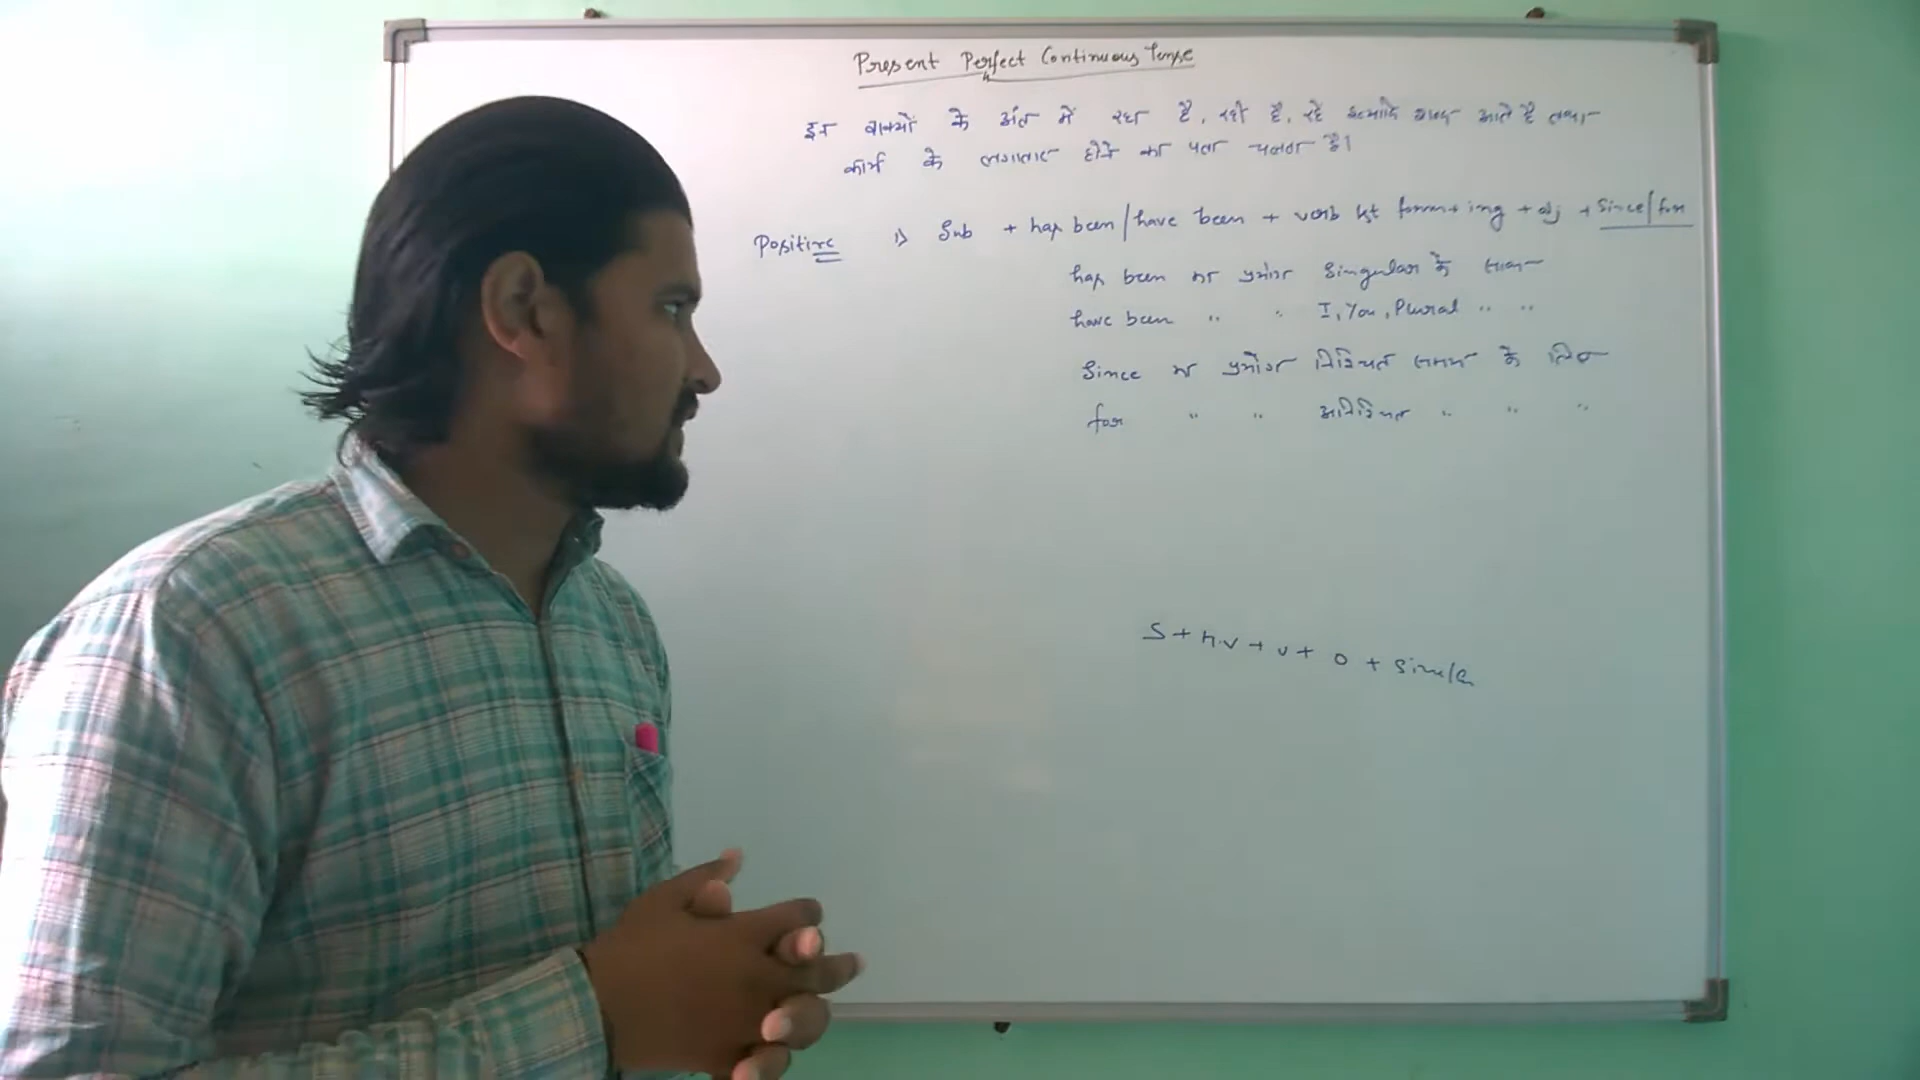 Present Perfect Continuous Tense
इन वाक्यों के अंत में रहा है, रही है, रहे इत्यादि शब्द आते है तथा
कार्य के लगातार होने का पता चलता है।
Positive 1) Sub + has been/have been + verb Ist form + ing + obj + Since/for
has been का प्रयोग Singular के साथ
have been " " I, You, Plural " "
Since का प्रयोग निश्चित समय के लिए
for " " अनिश्चित " " "
S + H.V + V + O + Since/